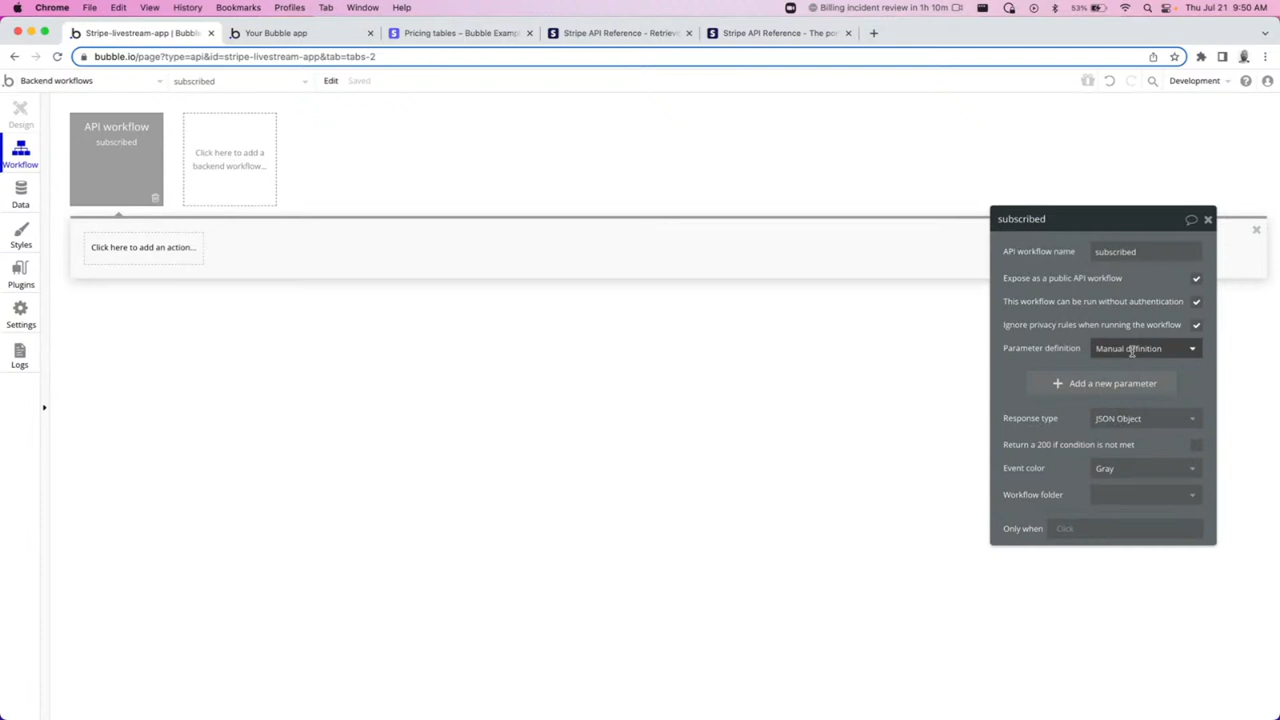 Chrome File Edit View History Bookmarks Profiles Tab Window Help
Billing incident review in 1h 10m 53% Thu Jul 21 9:50 AM
Stripe-livestream-app | Bubble
Your Bubble app
Pricing tables – Bubble Examp
Stripe API Reference - Retriev
Stripe API Reference - The po
bubble.io/page?type=api&id=stripe-livestream-app&tab=tabs-2
Backend workflows subscribed Edit Saved Development
Design
Workflow
Data
Styles
Plugins
Settings
Logs
API workflow
subscribed
Click here to add a
backend workflow...
Click here to add an action...
subscribed
API workflow name subscribed
Expose as a public API workflow
This workflow can be run without authentication
Ignore privacy rules when running the workflow
Parameter definition Manual definition
Add a new parameter
Response type JSON Object
Return a 200 if condition is not met
Event color Gray
Workflow folder
Only when Click